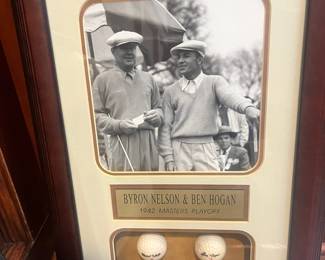 BYRON NELSON & BEN HOGAN
1942 MASTERS PLAYOFF